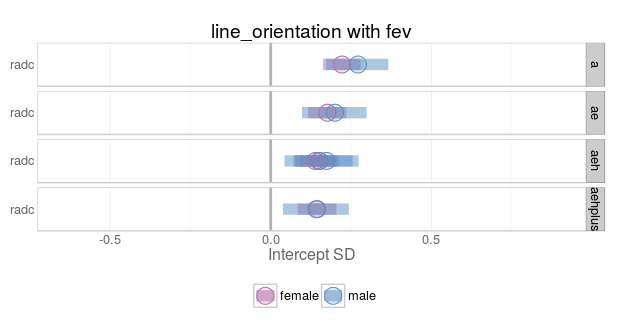 line_orientation with fev
radc a
radc ae
radc aeh
radc aehplus
-0.5 0.0 0.5
Intercept SD
female male